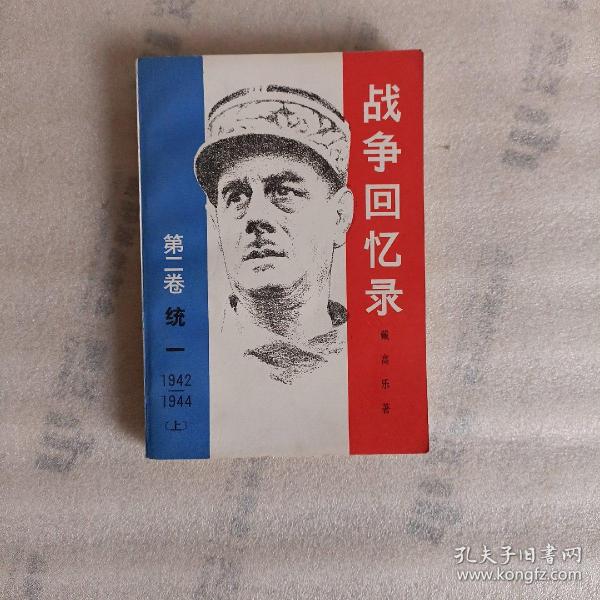 战争回忆录
戴高乐著
第二卷
统一
1942
1944
〔上〕
孔夫子旧书网
www.kongfz.com